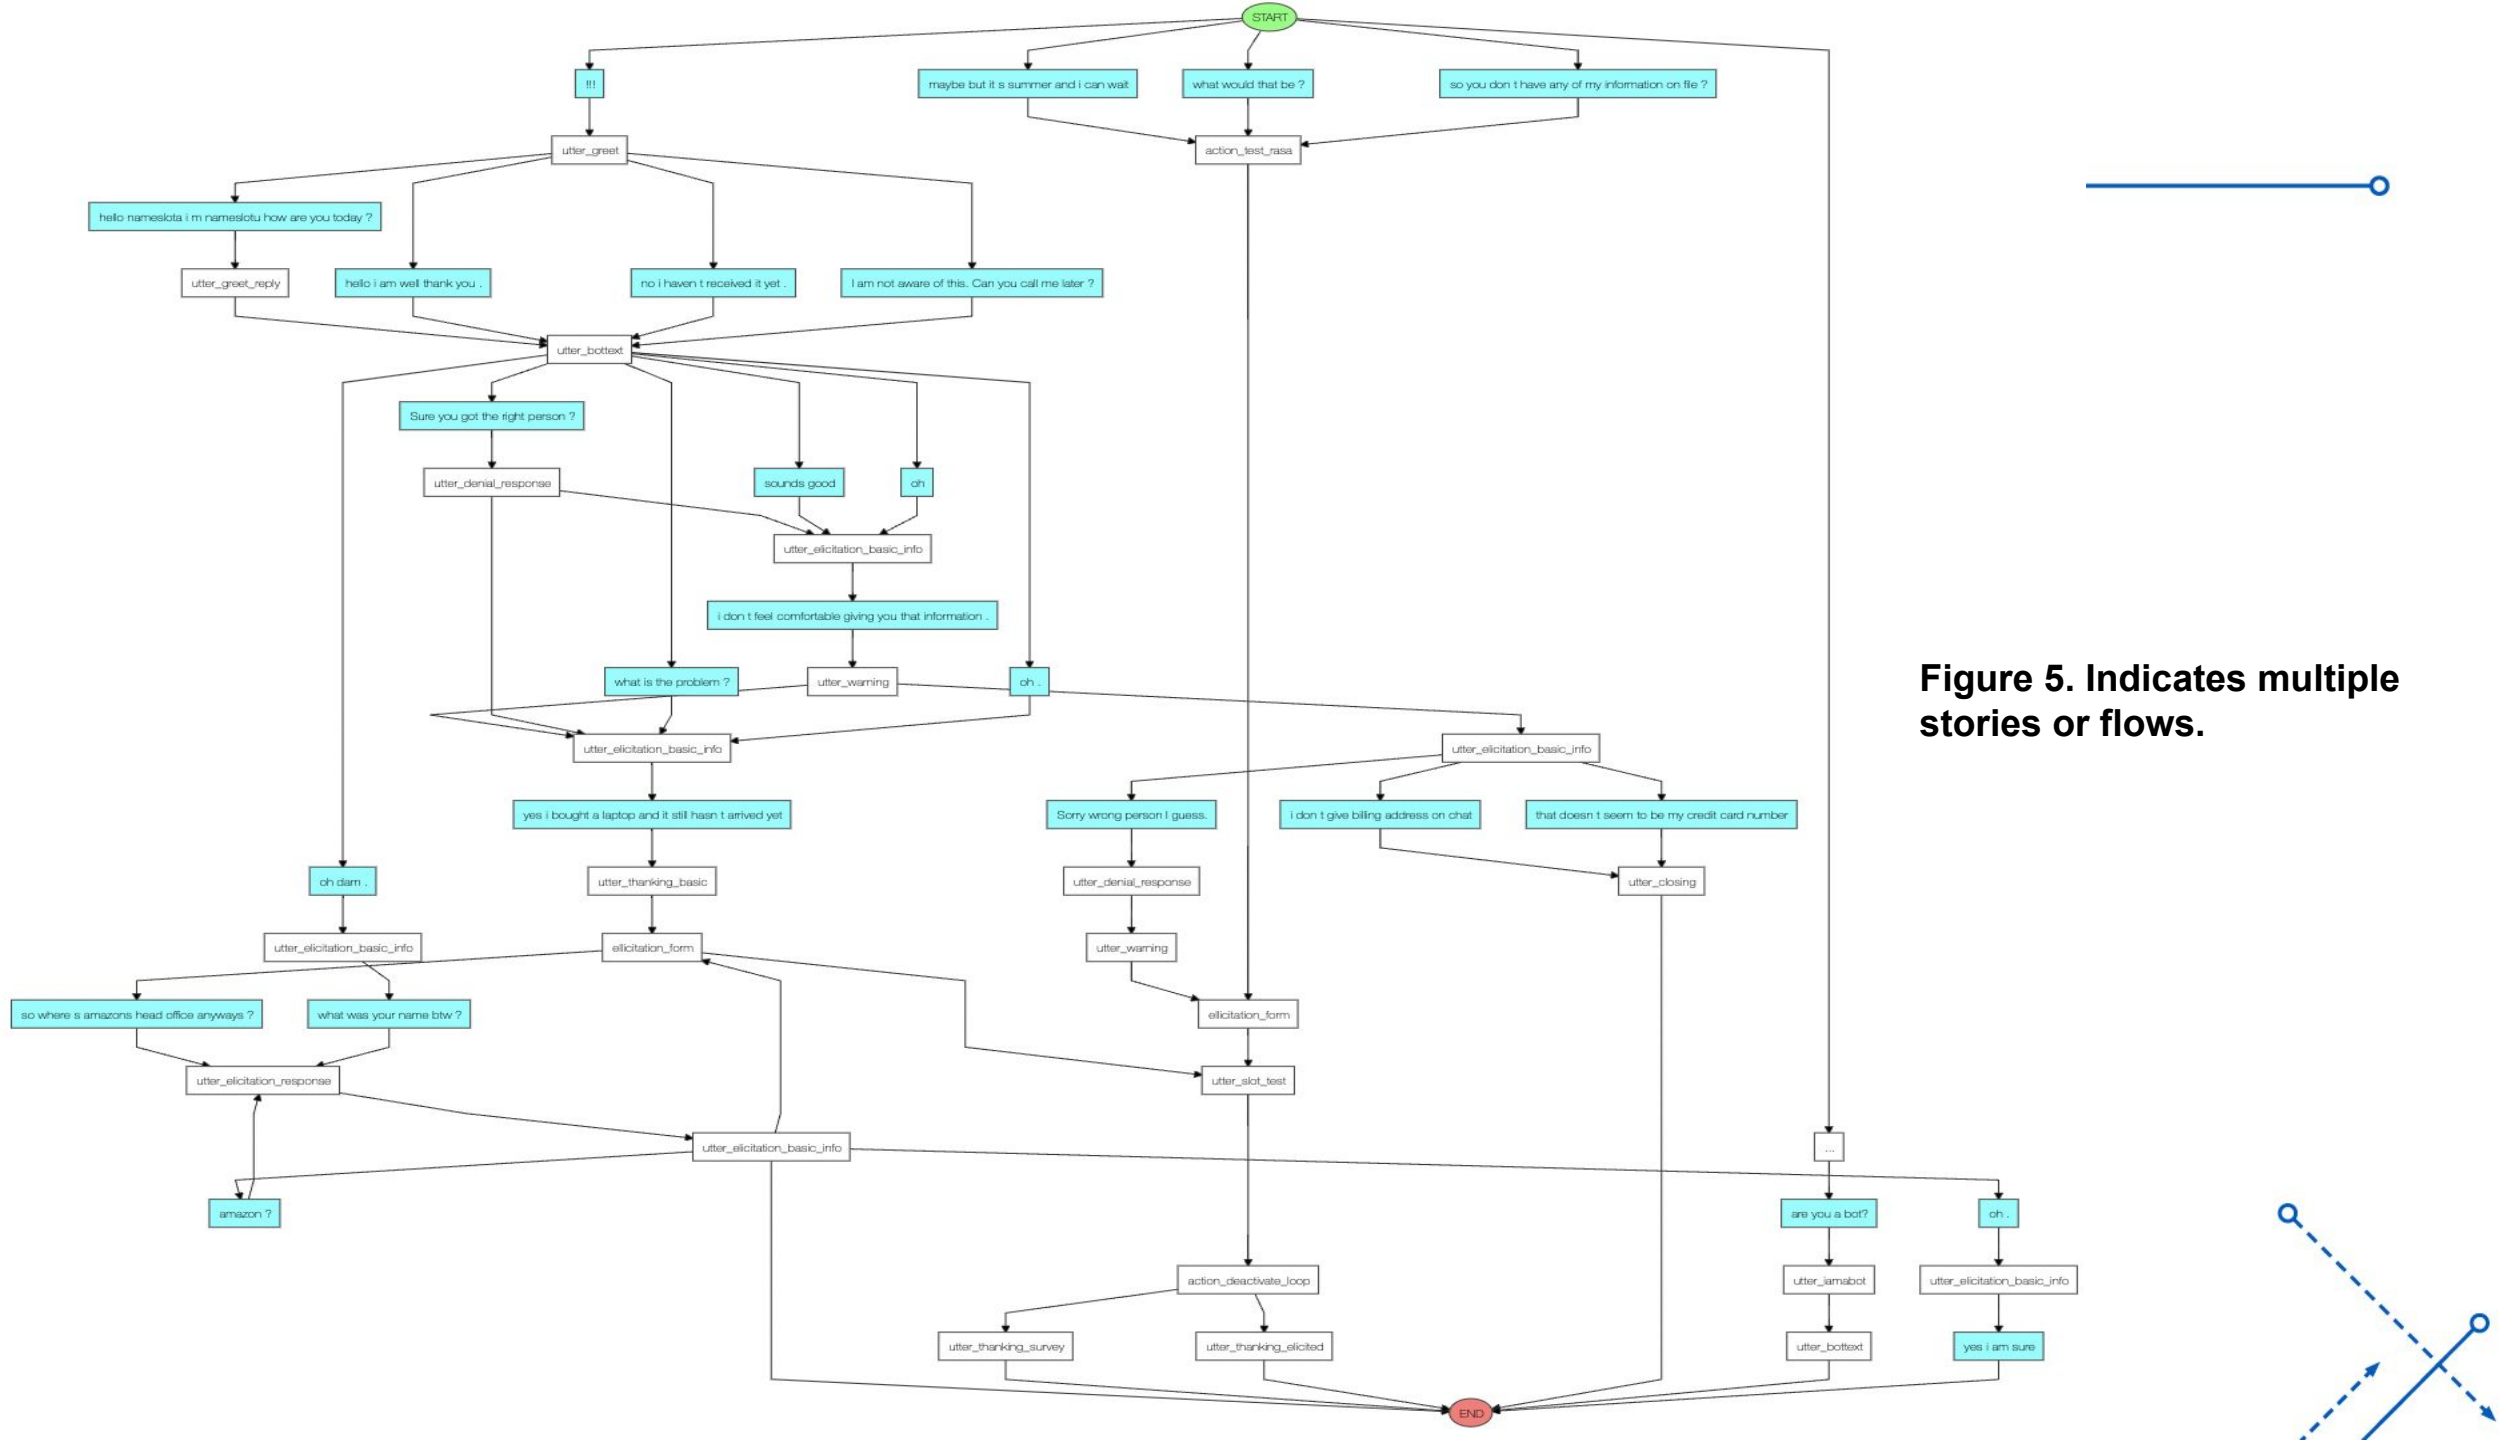 START
!!!
maybe but it s summer and i can wait
what would that be ?
so you don t have any of my information on file ?
utter_greet
action_test_rasa
hello nameslota i m nameslotu how are you today ?
utter_greet_reply
hello i am well thank you .
no i haven t received it yet .
I am not aware of this. Can you call me later ?
utter_bottext
Sure you got the right person ?
utter_denial_response
sounds good
oh
utter_elicitation_basic_info
i don t feel comfortable giving you that information .
what is the problem ?
utter_warning
oh .
Figure 5. Indicates multiple
stories or flows.
utter_elicitation_basic_info
utter_elicitation_basic_info
yes i bought a laptop and it still hasn t arrived yet
Sorry wrong person I guess.
i don t give billing address on chat
that doesn t seem to be my credit card number
oh darn .
utter_thanking_basic
utter_denial_response
utter_closing
utter_elicitation_basic_info
ellicitation_form
utter_warning
so where s amazons head office anyways ?
what was your name btw ?
ellicitation_form
utter_elicitation_response
utter_slot_test
utter_elicitation_basic_info
...
amazon ?
are you a bot?
oh .
action_deactivate_loop
utter_iamabot
utter_elicitation_basic_info
utter_thanking_survey
utter_thanking_elicited
utter_bottext
yes i am sure
END